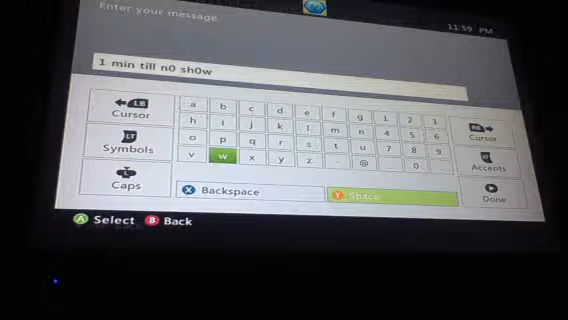 Enter your message.
11:59 PM
1 min till n0 sh0w
LB
Cursor
a b c d e f g 1 2 3
RB
Cursor
h i j k l m n 4 5 6
LT
Symbols
o p q r s t u 7 8 9
Accents
v w x y z - @ 0
L
Caps
X Backspace
Y Space
Done
A Select B Back